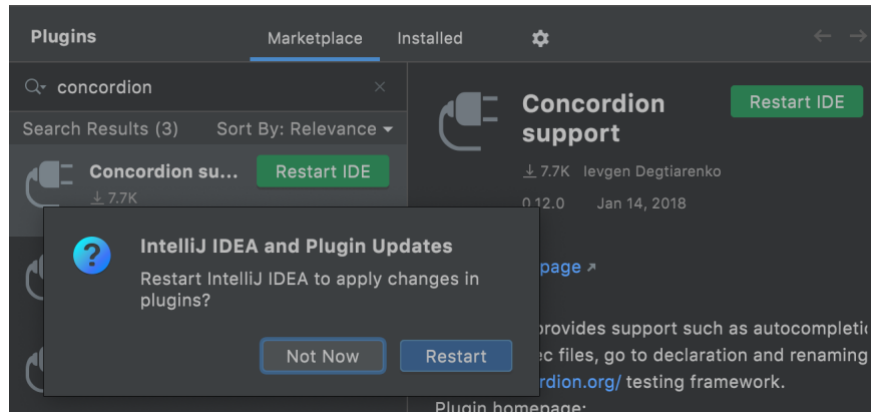 Plugins
Marketplace
Installed
concordion
Search Results (3)
Sort By: Relevance
Concordion su...
Restart IDE
7.7K
Concordion
support
Restart IDE
7.7K
Ievgen Degtiarenko
0.12.0
Jan 14, 2018
page
provides support such as autocompletio
ec files, go to declaration and renaming
rdion.org/ testing framework.
Plugin homepage:
IntelliJ IDEA and Plugin Updates
Restart IntelliJ IDEA to apply changes in
plugins?
Not Now
Restart